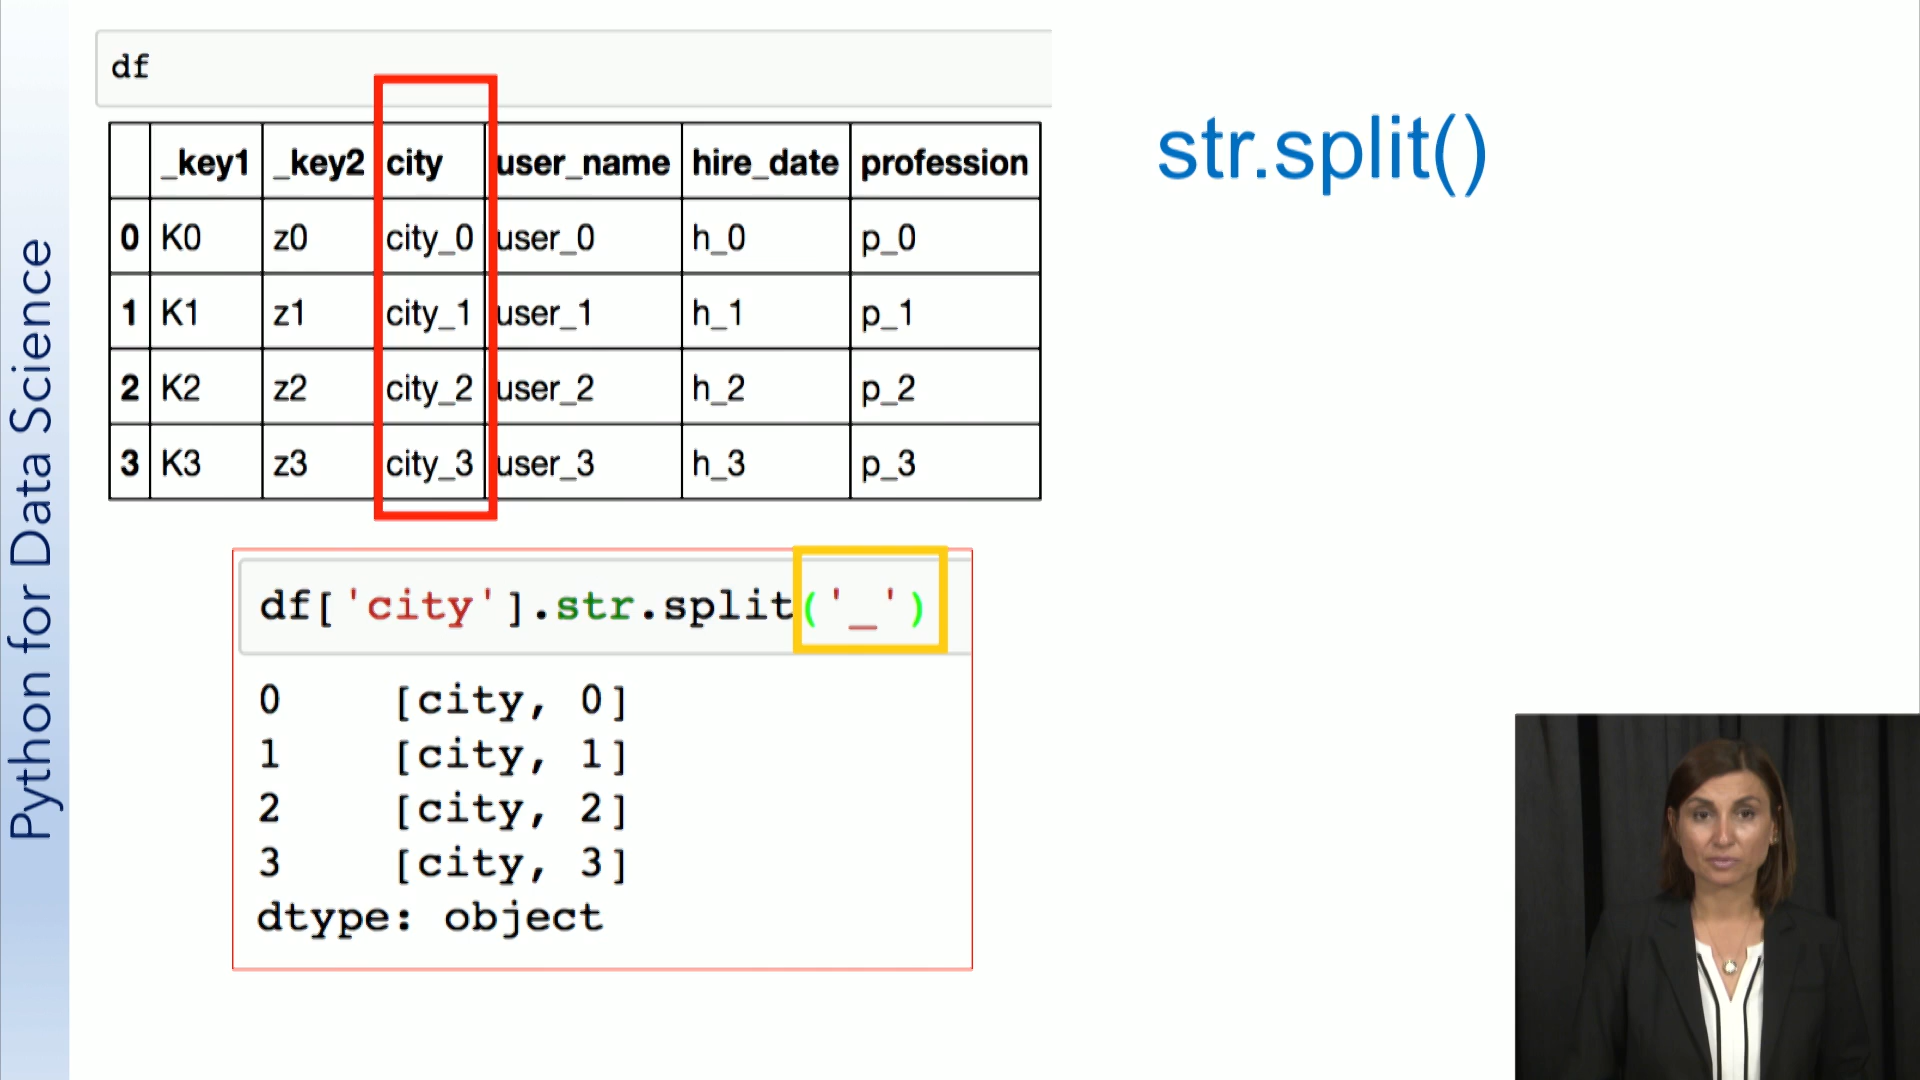 Python for Data Science
df
_key1 _key2 city user_name hire_date profession
0 K0 z0 city_0 user_0 h_0 p_0
1 K1 z1 city_1 user_1 h_1 p_1
2 K2 z2 city_2 user_2 h_2 p_2
3 K3 z3 city_3 user_3 h_3 p_3
str.split()
df['city'].str.split('_')
0 [city, 0]
1 [city, 1]
2 [city, 2]
3 [city, 3]
dtype: object